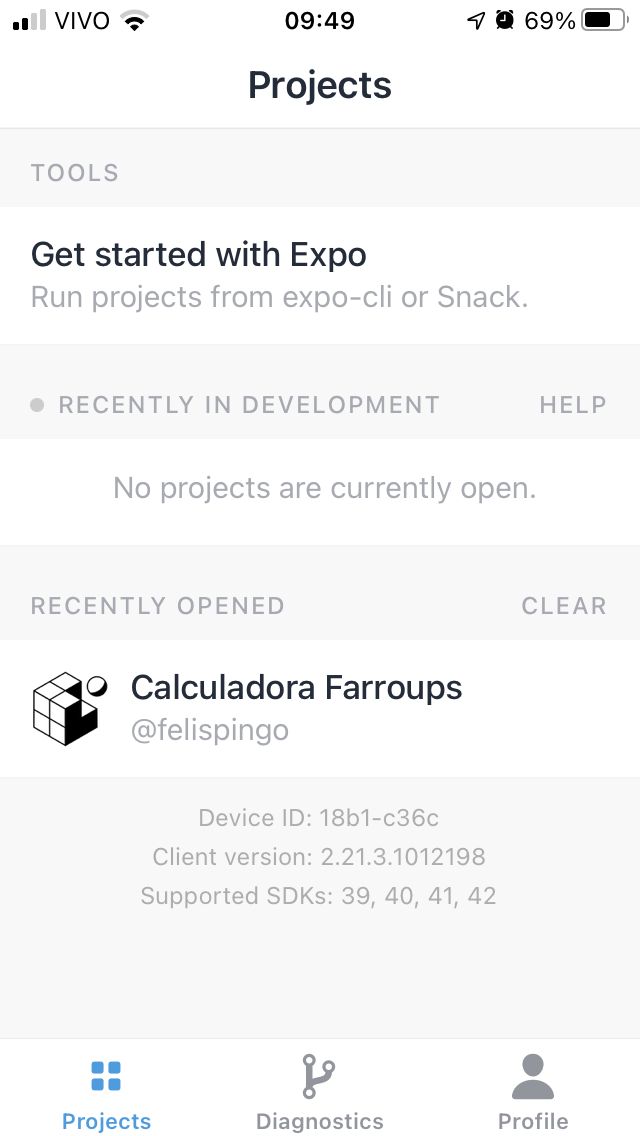 VIVO 09:49 69%
Projects
TOOLS
Get started with Expo
Run projects from expo-cli or Snack.
RECENTLY IN DEVELOPMENT HELP
No projects are currently open.
RECENTLY OPENED CLEAR
Calculadora Farroups
@felispingo
Device ID: 18b1-c36c
Client version: 2.21.3.1012198
Supported SDKs: 39, 40, 41, 42
Projects Diagnostics Profile